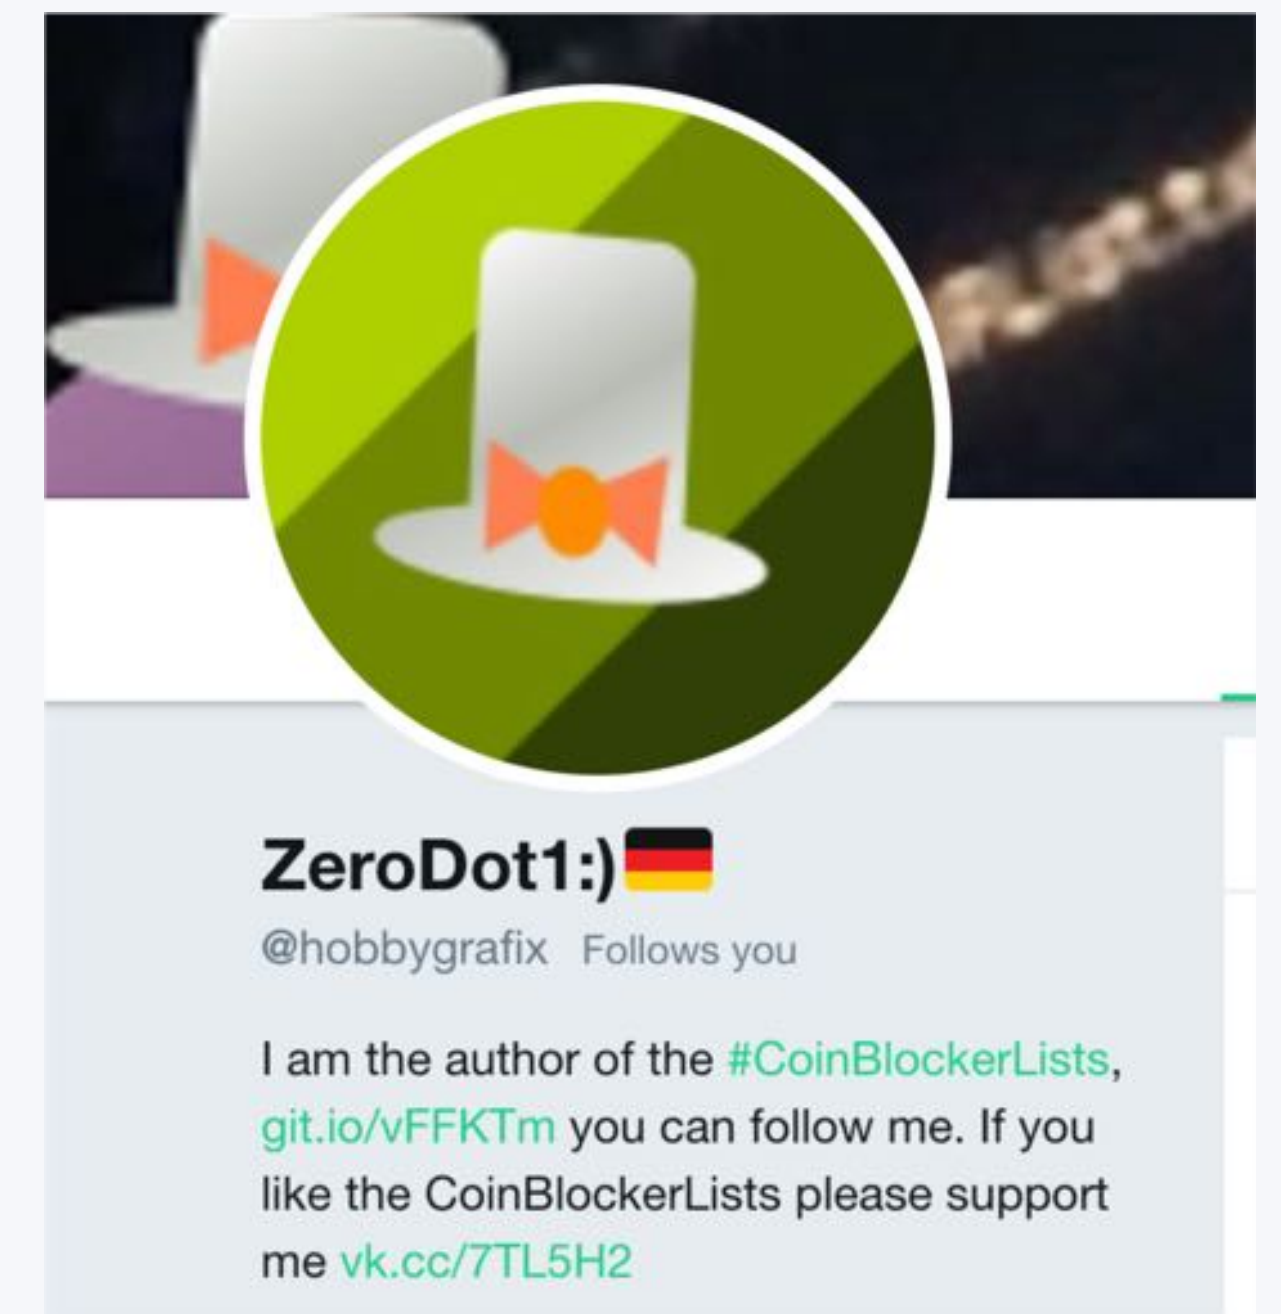 ZeroDot1:)🇩🇪
@hobbygrafix Follows you
I am the author of the #CoinBlockerLists,
git.io/vFFKTm you can follow me. If you
like the CoinBlockerLists please support
me vk.cc/7TL5H2